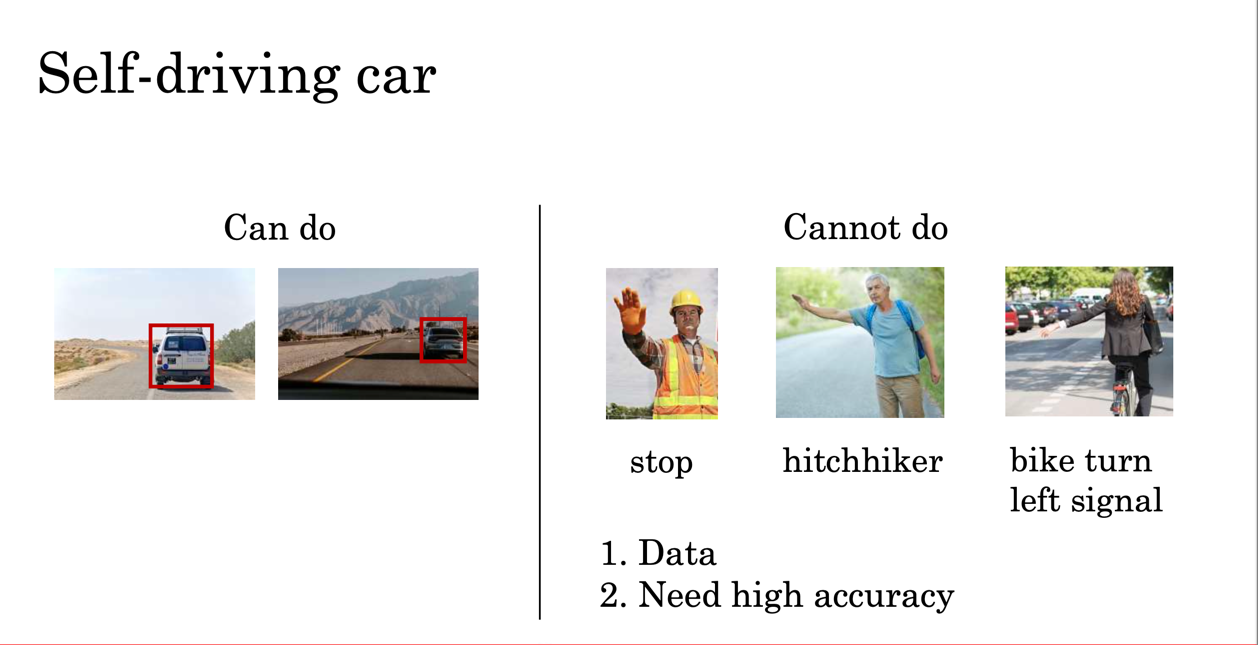 Self-driving car
Can do
Cannot do
stop
hitchhiker
bike turn
left signal
1. Data
2. Need high accuracy